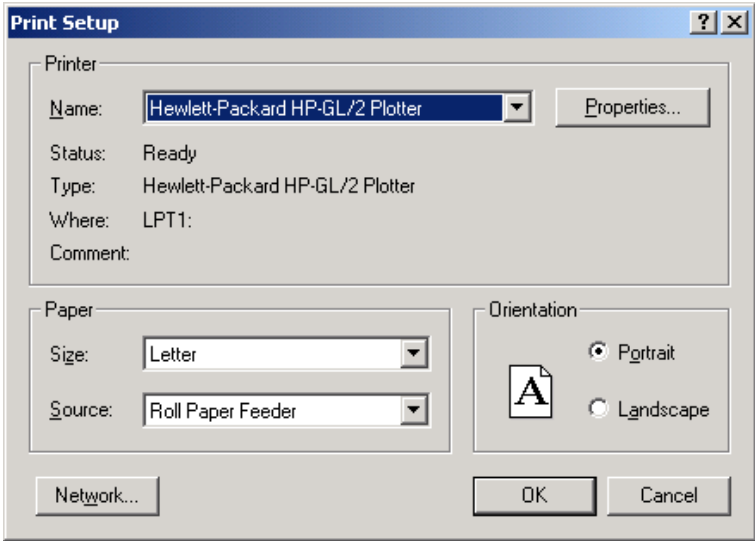 Print Setup
Printer
Name: Hewlett-Packard HP-GL/2 Plotter Properties...
Status: Ready
Type: Hewlett-Packard HP-GL/2 Plotter
Where: LPT1:
Comment:
Paper
Size: Letter
Source: Roll Paper Feeder
Orientation
A
Portrait
Landscape
Network... OK Cancel